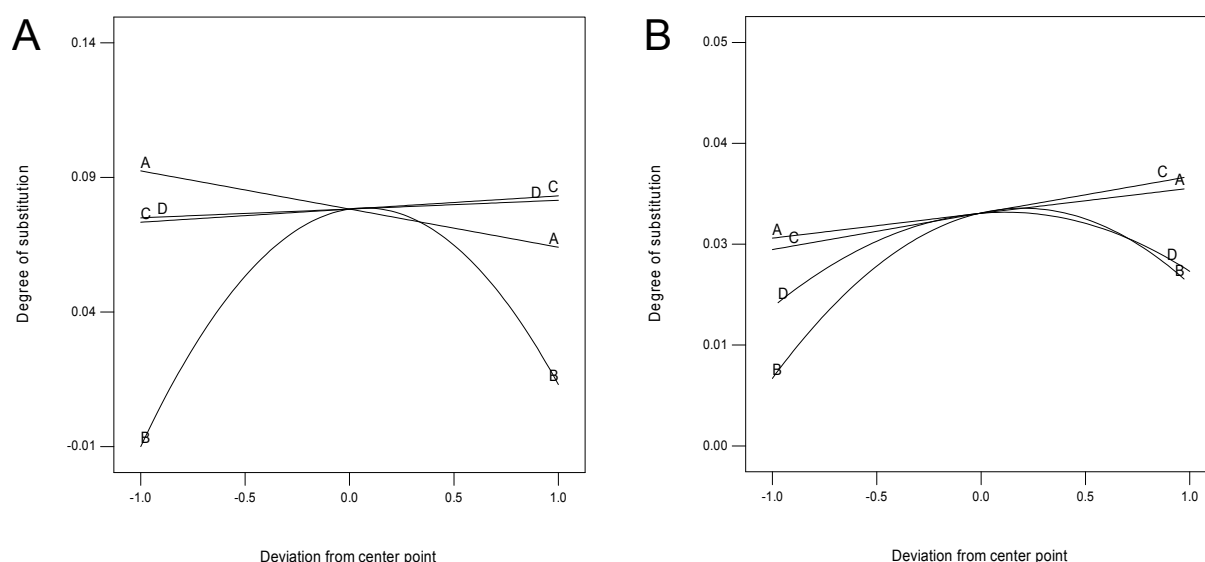 A
B
0.14
0.09
0.04
-0.01
Degree of substitution
A
C
D
D
C
A
B
B
-1.0
-0.5
0.0
0.5
1.0
Deviation from center point
0.05
0.04
0.03
0.01
0.00
Degree of substitution
A
C
D
B
C
A
D
B
-1.0
-0.5
0.0
0.5
1.0
Deviation from center point